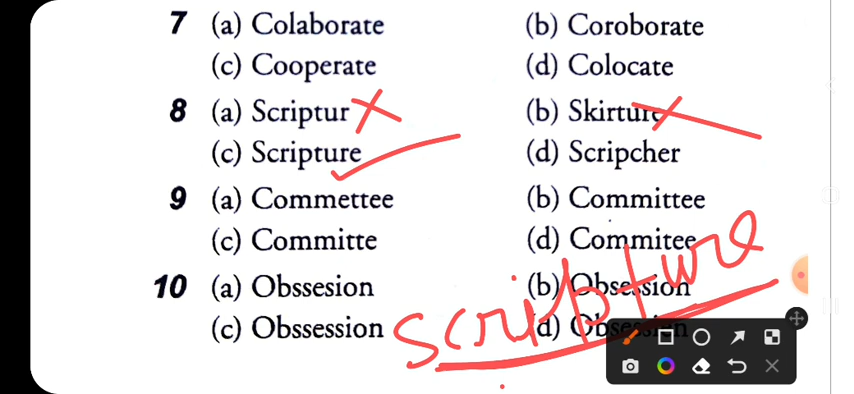 7 (a) Colaborate (b) Coroborate
(c) Cooperate (d) Colocate
8 (a) Scriptur (b) Skirture
(c) Scripture (d) Scripcher
9 (a) Commettee (b) Committee
(c) Committe (d) Commitee
10 (a) Obssesion (b) Obsession
(c) Obssession (d)
scripture